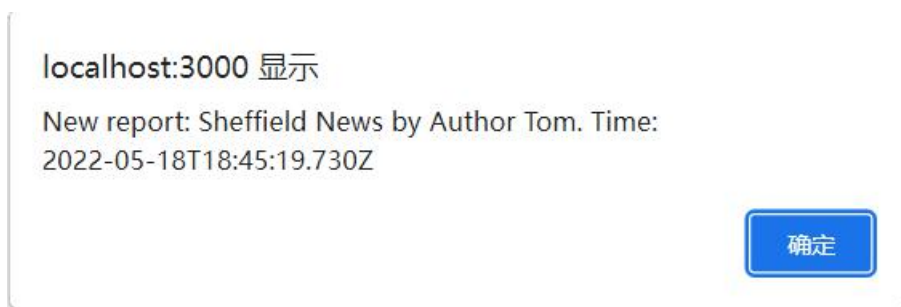 localhost:3000 显示
New report: Sheffield News by Author Tom. Time:
2022-05-18T18:45:19.730Z
确定